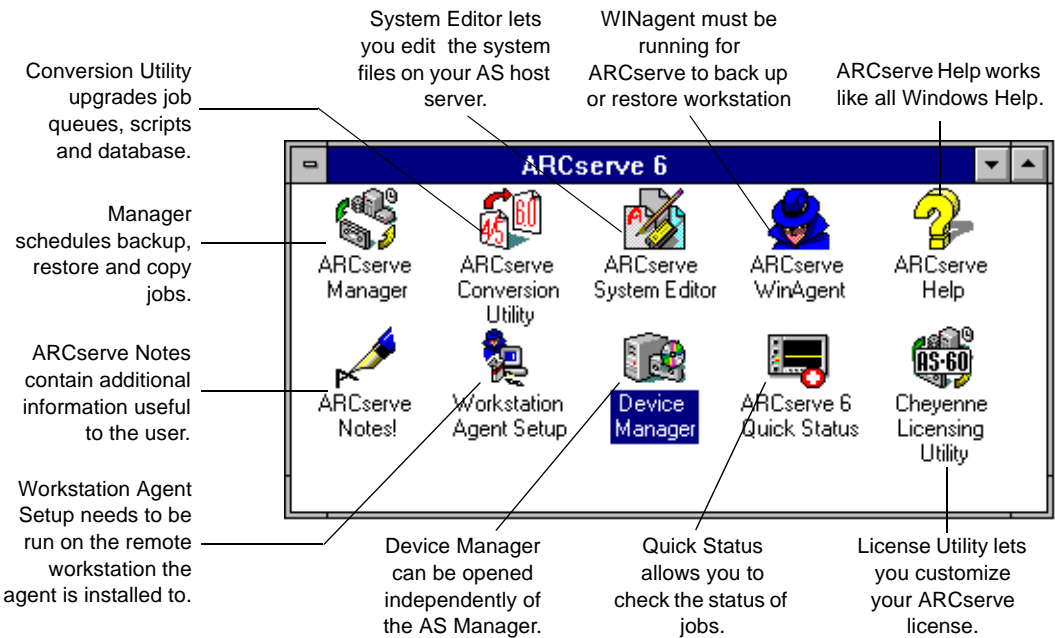 System Editor lets
you edit the system
files on your AS host
server.
WINagent must be
running for
ARCserve to back up
or restore workstation
ARCserve Help works
like all Windows Help.
Conversion Utility
upgrades job
queues, scripts
and database.
Manager
schedules backup,
restore and copy
jobs.
ARCserve Notes
contain additional
information useful
to the user.
Workstation Agent
Setup needs to be
run on the remote
workstation the
agent is installed to.
ARCserve 6
4.5
6.0
A
AS-60
ARCserve
Manager
ARCserve
Conversion
Utility
ARCserve
System Editor
ARCserve
WinAgent
ARCserve
Help
ARCserve
Notes!
Workstation
Agent Setup
Device
Manager
ARCserve 6
Quick Status
Cheyenne
Licensing
Utility
Device Manager
can be opened
independently of
the AS Manager.
Quick Status
allows you to
check the status of
jobs.
License Utility lets
you customize
your ARCserve
license.